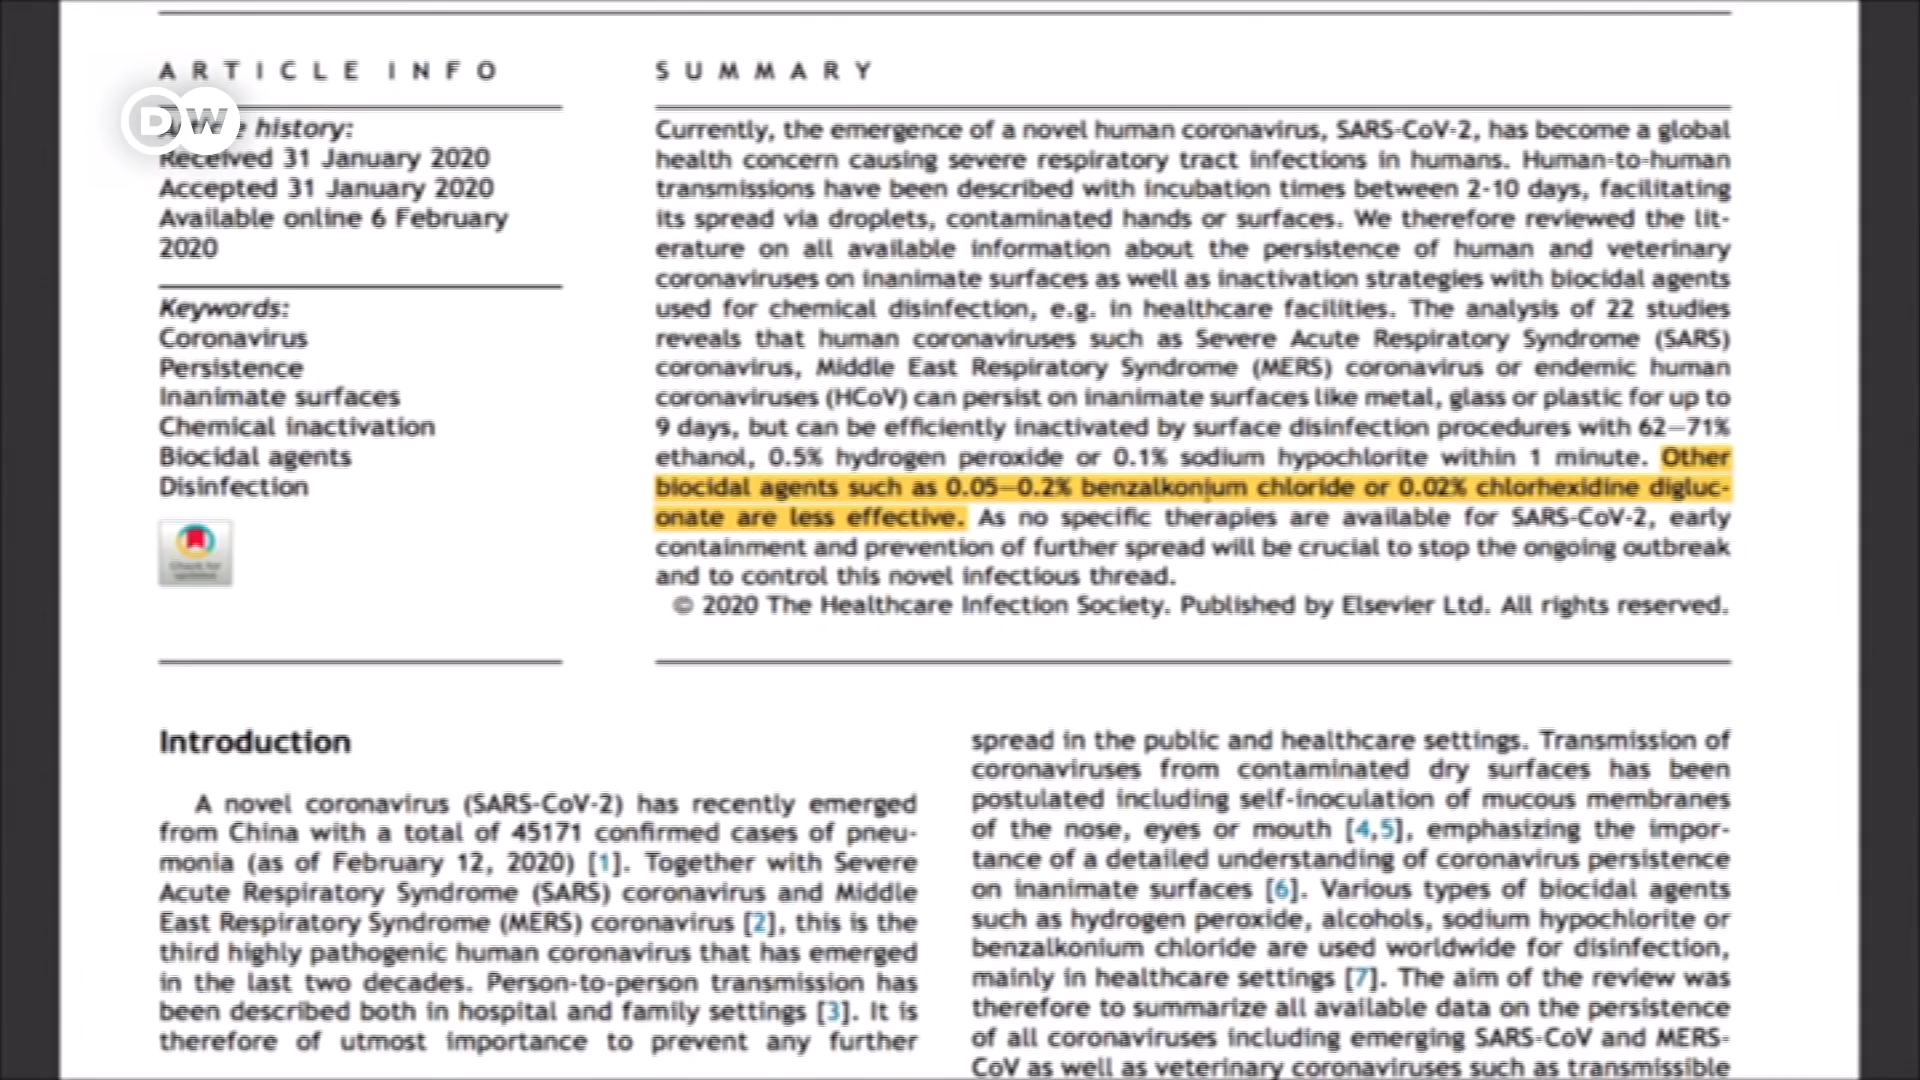 ARTICLE INFO
DW
Article history:
Received 31 January 2020
Accepted 31 January 2020
Available online 6 February
2020
Keywords:
Coronavirus
Persistence
Inanimate surfaces
Chemical inactivation
Biocidal agents
Disinfection
Check for
updates
SUMMARY
Currently, the emergence of a novel human coronavirus, SARS-CoV-2, has become a global
health concern causing severe respiratory tract infections in humans. Human-to-human
transmissions have been described with incubation times between 2-10 days, facilitating
its spread via droplets, contaminated hands or surfaces. We therefore reviewed the lit-
erature on all available information about the persistence of human and veterinary
coronaviruses on inanimate surfaces as well as inactivation strategies with biocidal agents
used for chemical disinfection, e.g. in healthcare facilities. The analysis of 22 studies
reveals that human coronaviruses such as Severe Acute Respiratory Syndrome (SARS)
coronavirus, Middle East Respiratory Syndrome (MERS) coronavirus or endemic human
coronaviruses (HCoV) can persist on inanimate surfaces like metal, glass or plastic for up to
9 days, but can be efficiently inactivated by surface disinfection procedures with 62–71%
ethanol, 0.5% hydrogen peroxide or 0.1% sodium hypochlorite within 1 minute. Other
biocidal agents such as 0.05–0.2% benzalkonium chloride or 0.02% chlorhexidine digluc-
onate are less effective. As no specific therapies are available for SARS-CoV-2, early
containment and prevention of further spread will be crucial to stop the ongoing outbreak
and to control this novel infectious thread.
© 2020 The Healthcare Infection Society. Published by Elsevier Ltd. All rights reserved.
Introduction
A novel coronavirus (SARS-CoV-2) has recently emerged
from China with a total of 45171 confirmed cases of pneu-
monia (as of February 12, 2020) [1]. Together with Severe
Acute Respiratory Syndrome (SARS) coronavirus and Middle
East Respiratory Syndrome (MERS) coronavirus [2], this is the
third highly pathogenic human coronavirus that has emerged
in the last two decades. Person-to-person transmission has
been described both in hospital and family settings [3]. It is
therefore of utmost importance to prevent any further
spread in the public and healthcare settings. Transmission of
coronaviruses from contaminated dry surfaces has been
postulated including self-inoculation of mucous membranes
of the nose, eyes or mouth [4,5], emphasizing the impor-
tance of a detailed understanding of coronavirus persistence
on inanimate surfaces [6]. Various types of biocidal agents
such as hydrogen peroxide, alcohols, sodium hypochlorite or
benzalkonium chloride are used worldwide for disinfection,
mainly in healthcare settings [7]. The aim of the review was
therefore to summarize all available data on the persistence
of all coronaviruses including emerging SARS-CoV and MERS-
CoV as well as veterinary coronaviruses such as transmissible